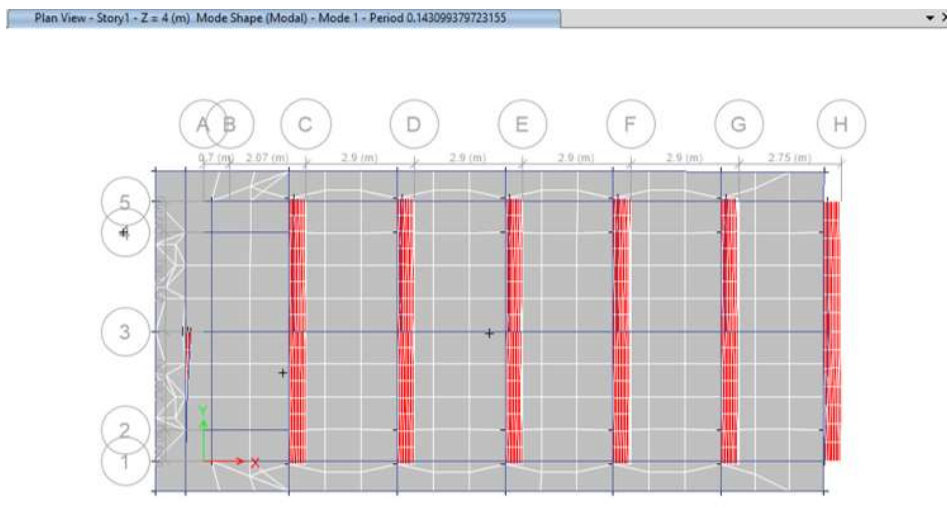 Plan View - Story1 - Z = 4 (m) Mode Shape (Modal) - Mode 1 - Period 0.143099379723155
A B C D E F G H
0.7 (m) 2.07 (m) 2.9 (m) 2.9 (m) 2.9 (m) 2.9 (m) 2.75 (m)
5
4
3
2
Y
1
X